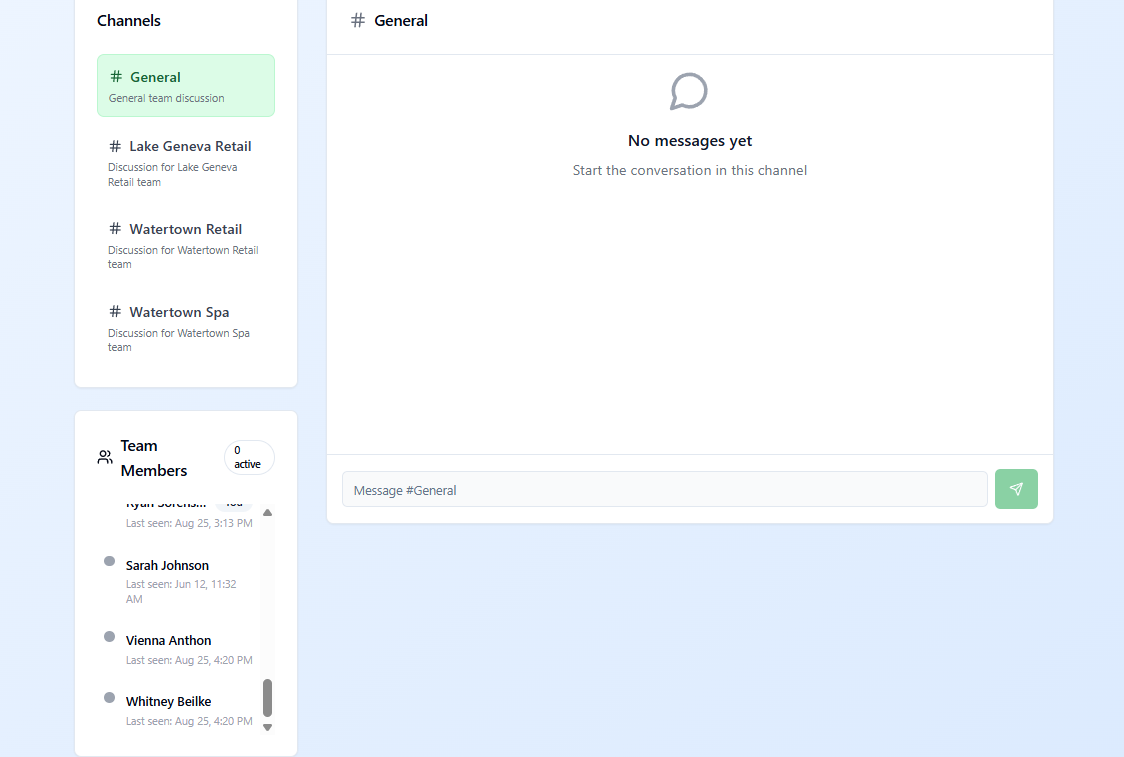 Channels
# General
General team discussion
# Lake Geneva Retail
Discussion for Lake Geneva
Retail team
# Watertown Retail
Discussion for Watertown Retail
team
# Watertown Spa
Discussion for Watertown Spa
team
Team
Members
0
active
Ryan Sorens... You
Last seen: Aug 25, 3:13 PM
Sarah Johnson
Last seen: Jun 12, 11:32
AM
Vienna Anthon
Last seen: Aug 25, 4:20 PM
Whitney Beilke
Last seen: Aug 25, 4:20 PM
# General
No messages yet
Start the conversation in this channel
Message #General